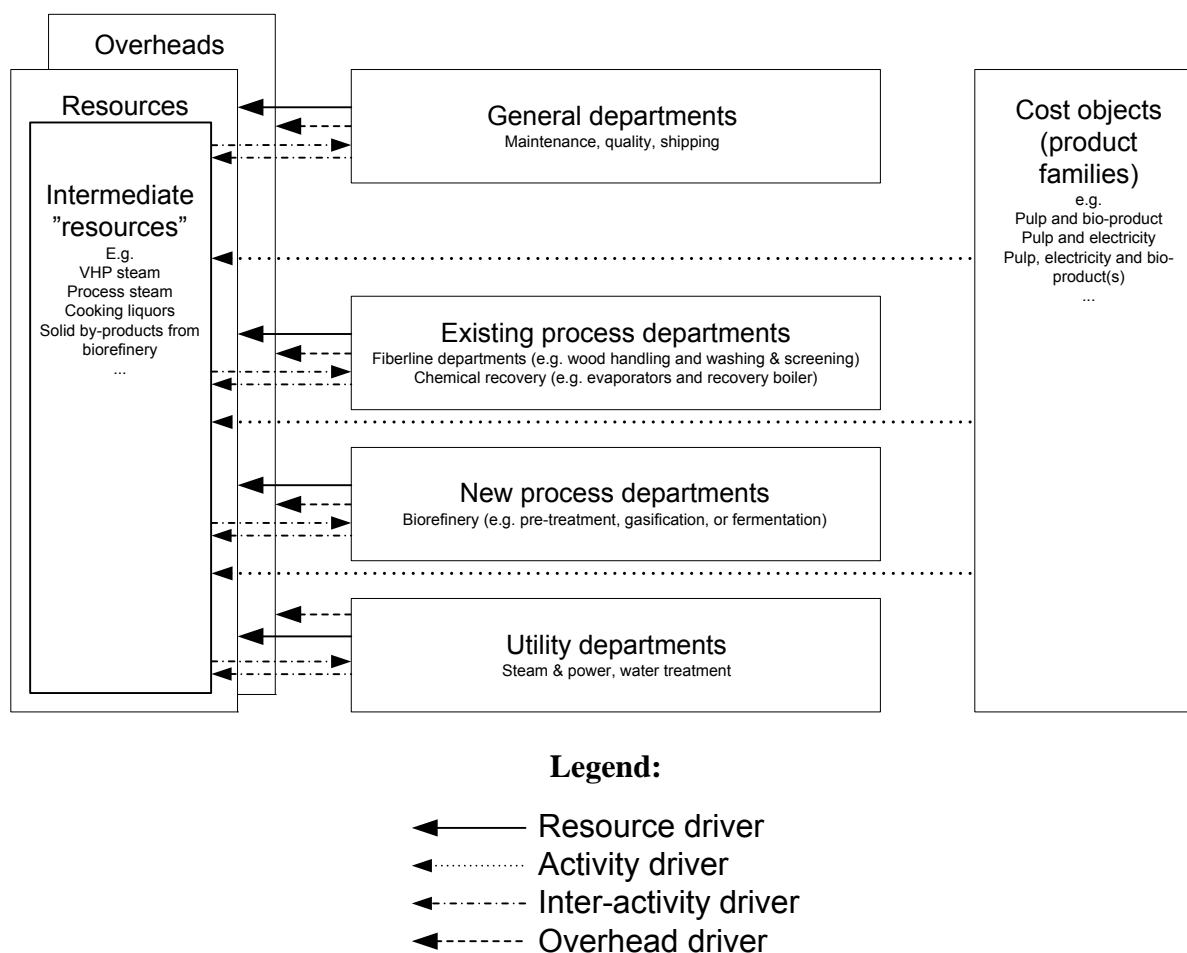 Overheads
Resources
Intermediate
”resources”
E.g.
VHP steam
Process steam
Cooking liquors
Solid by-products from
biorefinery
...
General departments
Maintenance, quality, shipping
Existing process departments
Fiberline departments (e.g. wood handling and washing & screening)
Chemical recovery (e.g. evaporators and recovery boiler)
New process departments
Biorefinery (e.g. pre-treatment, gasification, or fermentation)
Utility departments
Steam & power, water treatment
Cost objects
(product
families)
e.g.
Pulp and bio-product
Pulp and electricity
Pulp, electricity and bio-
product(s)
...
Legend:
Resource driver
Activity driver
Inter-activity driver
Overhead driver